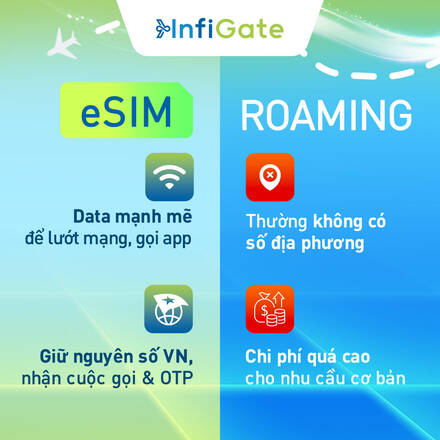 InfiGate
eSIM
Data mạnh mẽ
để lướt mạng, gọi app
Giữ nguyên số VN,
nhận cuộc gọi & OTP
ROAMING
Thường không có
số địa phương
Chi phí quá cao
cho nhu cầu cơ bản